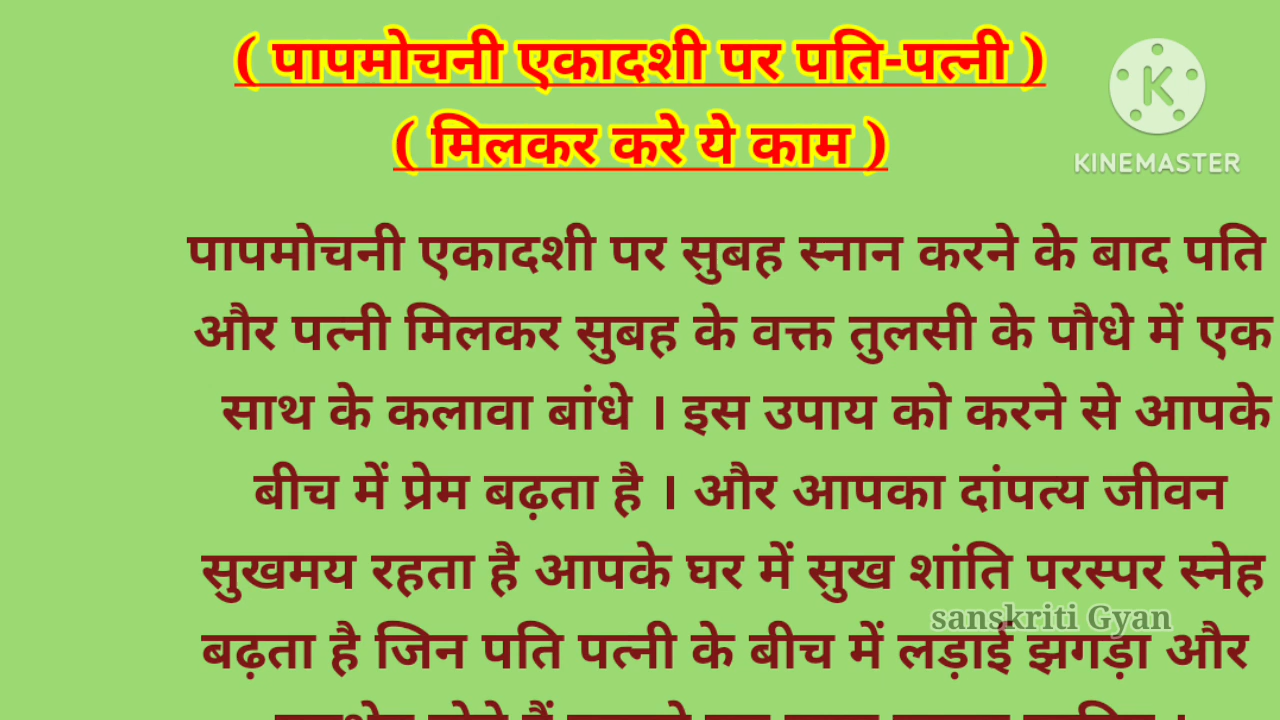 ( पापमोचनी एकादशी पर पति-पत्नी )
( मिलकर करे ये काम )
KINEMASTER
पापमोचनी एकादशी पर सुबह स्नान करने के बाद पति
और पत्नी मिलकर सुबह के वक्त तुलसी के पौधे में एक
साथ के कलावा बांधे । इस उपाय को करने से आपके
बीच में प्रेम बढ़ता है । और आपका दांपत्य जीवन
सुखमय रहता है आपके घर में सुख शांति परस्पर स्नेह
sanskriti Gyan
बढ़ता है जिन पति पत्नी के बीच में लड़ाई झगड़ा और